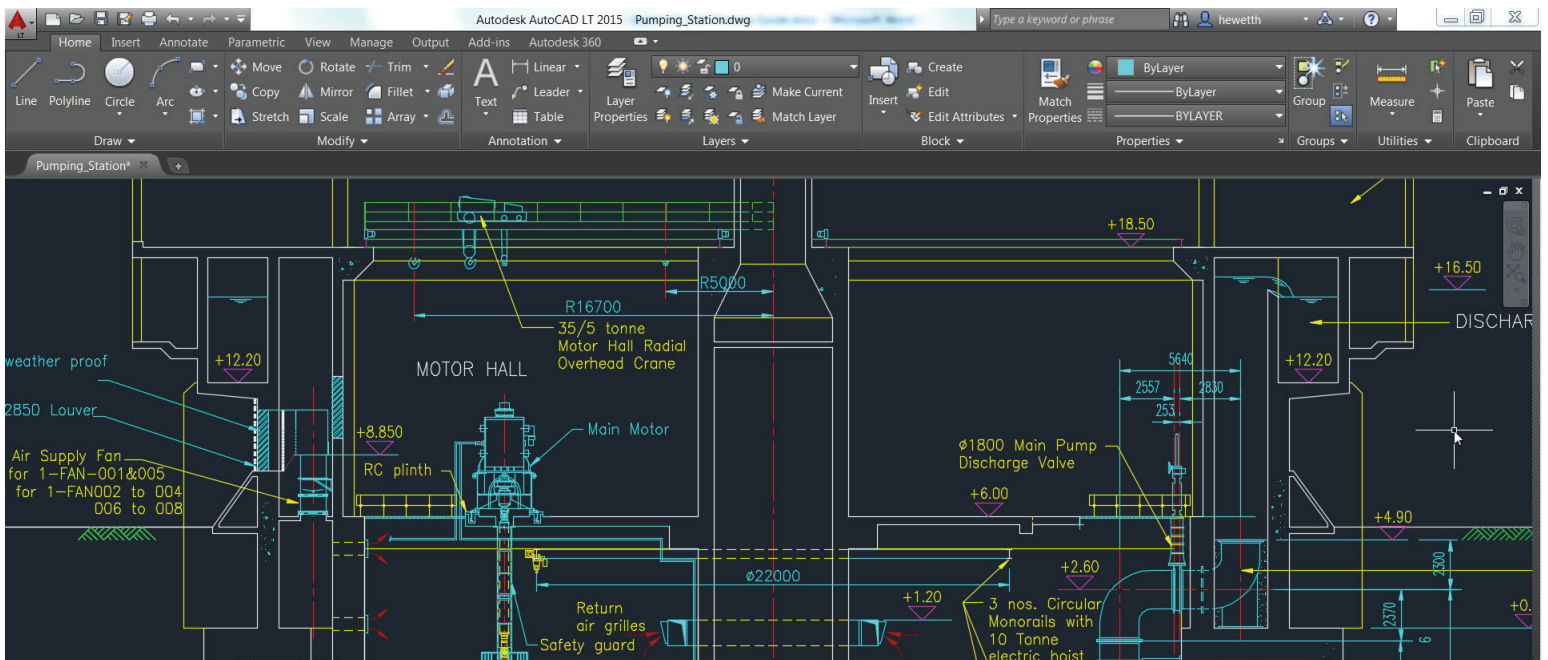 Autodesk AutoCAD LT 2015 Pumping_Station.dwg
Type a keyword or phrase
hewetth
LT
Home Insert Annotate Parametric View Manage Output Add-ins Autodesk 360
Line Polyline Circle Arc
Move Rotate Trim
Copy Mirror Fillet
Stretch Scale Array
Text
Linear
Leader
Table
Layer
Properties
0
Make Current
Match Layer
Insert
Create
Edit
Edit Attributes
Match
Properties
ByLayer
ByLayer
BYLAYER
Group
Measure
Paste
Draw Modify Annotation Layers Block Properties Groups Utilities Clipboard
Pumping_Station*
+18.50
+16.50
R5000
R16700
35/5 tonne
Motor Hall Radial
Overhead Crane
MOTOR HALL
DISCHAR
weather proof
+12.20
+12.20
5640
2557
2830
253
2850 Louver
+8.850
Main Motor
Air Supply Fan
for 1-FAN-001&005
for 1-FAN002 to 004
006 to 008
RC plinth
ø1800 Main Pump
Discharge Valve
+6.00
+4.90
ø22000
+2.60
2300
+1.20
Return
air grilles
Safety guard
3 nos. Circular
Monorails with
10 Tonne
electric hoist
2370
6
+0.